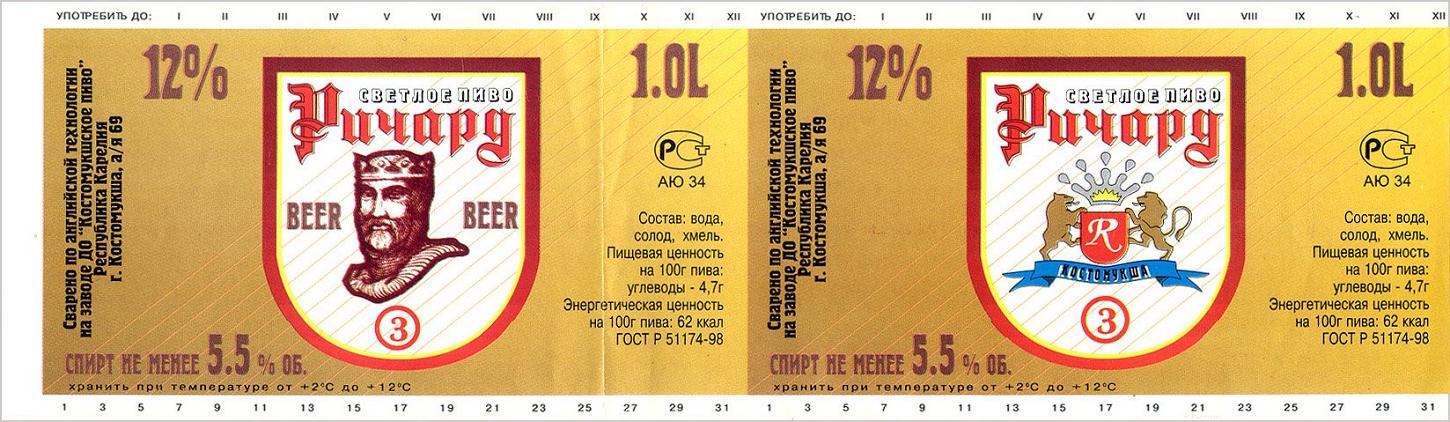 УПОТРЕБИТЬ ДО: I II III IV V VI VII VIII IX X XI XII
12%
1.0L
Сварено по английской технологии
на заводе ДО "Костомукшское пиво"
Республика Карелия
г. Костомукша, а/я 69
СВЕТЛОЕ ПИВО
Ричард
BEER BEER
3
РСТ
АЮ 34
Состав: вода,
солод, хмель.
Пищевая ценность
на 100г пива:
углеводы - 4,7г
Энергетическая ценность
на 100г пива: 62 ккал
ГОСТ Р 51174-98
СПИРТ НЕ МЕНЕЕ 5.5 % ОБ.
хранить при температуре от +2°С до +12°С
1 3 5 7 9 11 13 15 17 19 21 23 25 27 29 31
УПОТРЕБИТЬ ДО: I II III IV V VI VII VIII IX X XI XII
12%
1.0L
Сварено по английской технологии
на заводе ДО "Костомукшское пиво"
Республика Карелия
г. Костомукша, а/я 69
СВЕТЛОЕ ПИВО
Ричард
R
КОСТОМУКША
3
РСТ
АЮ 34
Состав: вода,
солод, хмель.
Пищевая ценность
на 100г пива:
углеводы - 4,7г
Энергетическая ценность
на 100г пива: 62 ккал
ГОСТ Р 51174-98
СПИРТ НЕ МЕНЕЕ 5.5 % ОБ.
хранить при температуре от +2°С до +12°С
1 3 5 7 9 11 13 15 17 19 21 23 25 27 29 31